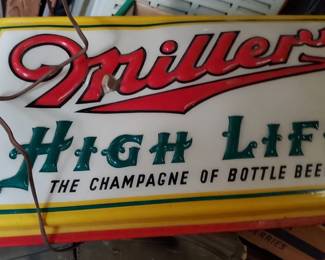 Miller
HIGH LIF
THE CHAMPAGNE OF BOTTLE BEE